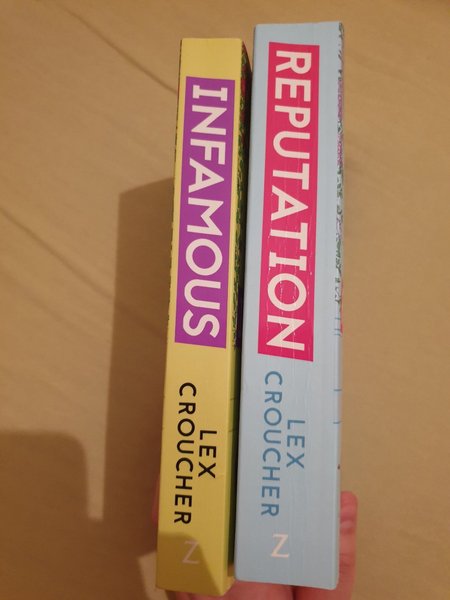 INFAMOUS
LEX
CROUCHER
Z
REPUTATION
LEX
CROUCHER
Z